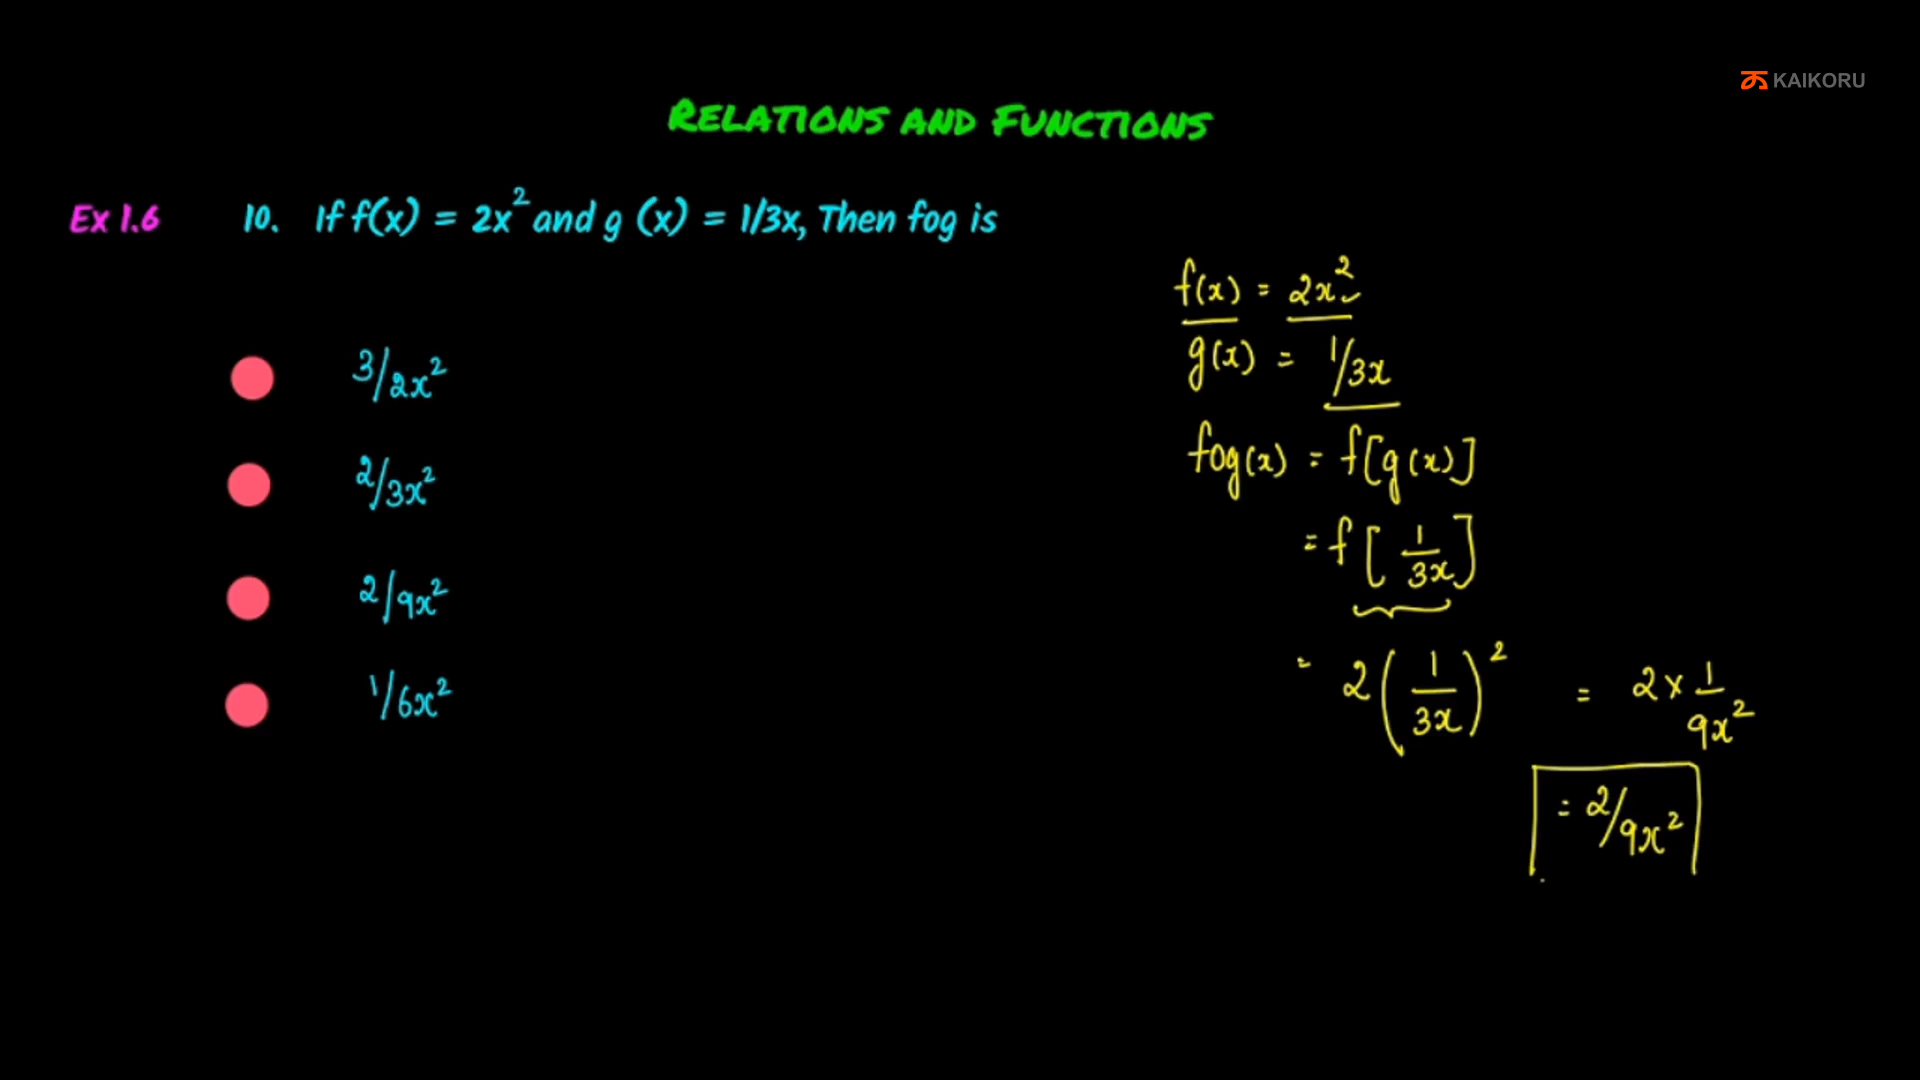 KAIKORU
RELATIONS AND FUNCTIONS
Ex 1.6 10. If f(x) = 2x² and g (x) = 1/3x, Then fog is
3/2x²
2/3x²
2/9x²
1/6x²
f(x) = 2x²
g(x) = 1/3x
fog(x) = f[g(x)]
= f[1/3x]
= 2(1/3x)² = 2 × 1/9x²
= 2/9x²